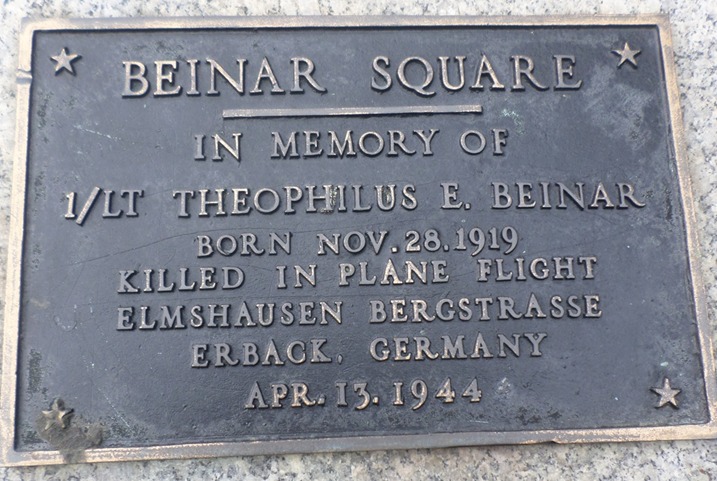 BEINAR SQUARE
IN MEMORY OF
1/LT THEOPHILUS E. BEINAR
BORN NOV. 28. 1919
KILLED IN PLANE FLIGHT
ELMSHAUSEN BERGSTRASSE
ERBACK, GERMANY
APR. 13. 1944